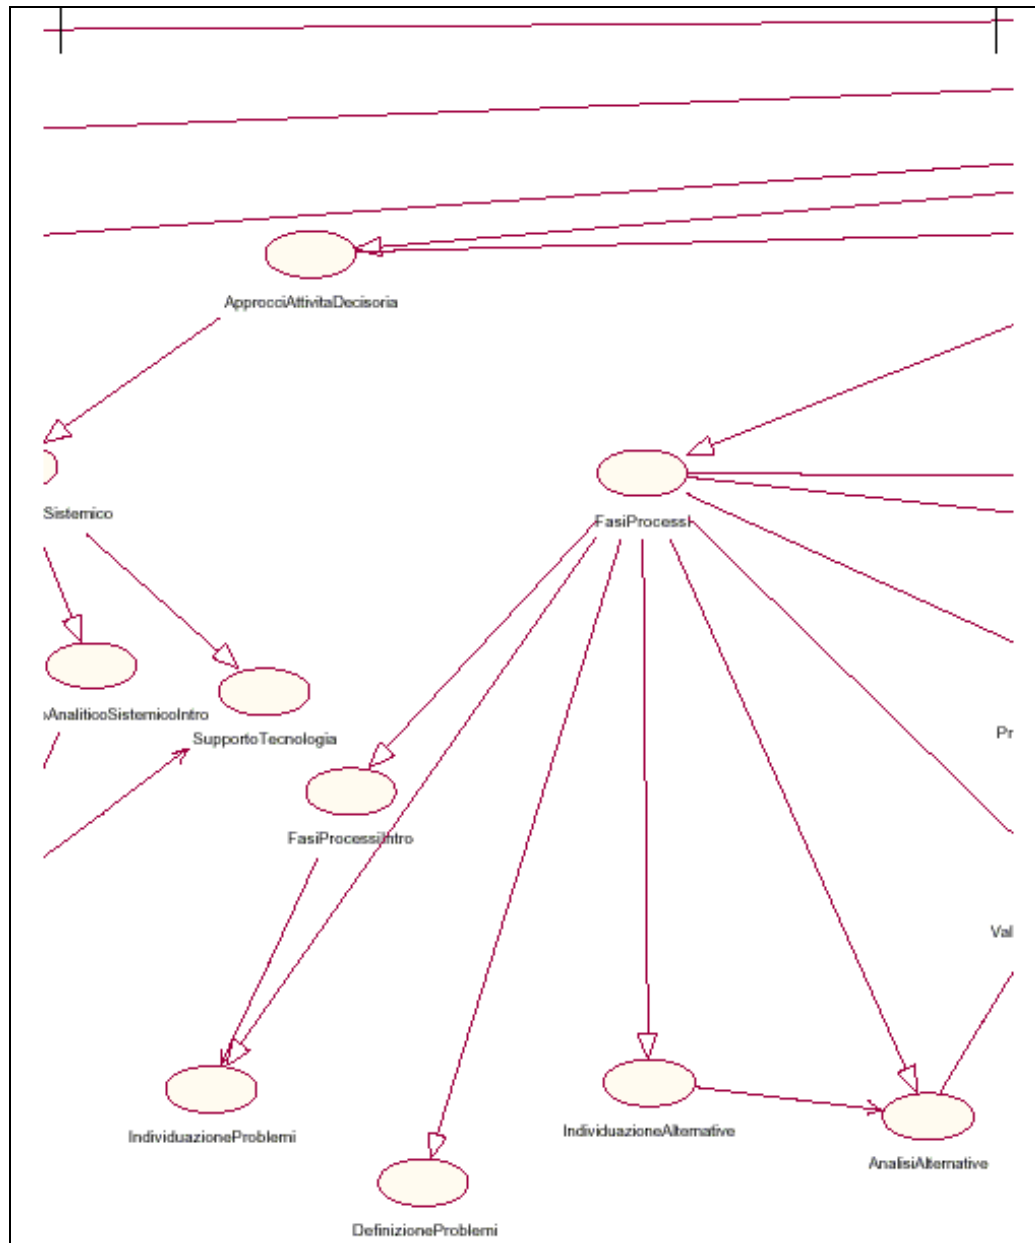 ApprocciAttivitaDecisoria
Sistemico
FasiProcessi
AnaliticoSistemicoIntro
SupportoTecnologia
Pr
FasiProcessiIntro
Val
IndividuazioneProblemi
IndividuazioneAlternative
AnalisiAlternative
DefinizioneProblemi